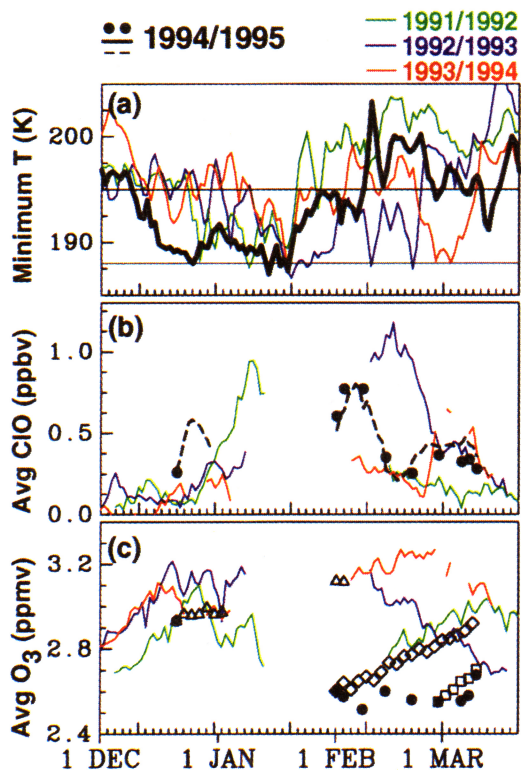 1994/1995
1991/1992
1992/1993
1993/1994
(a)
Minimum T (K)
200
190
(b)
Avg ClO (ppbv)
1.0
0.5
0.0
(c)
Avg O3 (ppmv)
3.2
2.8
2.4
1 DEC 1 JAN 1 FEB 1 MAR